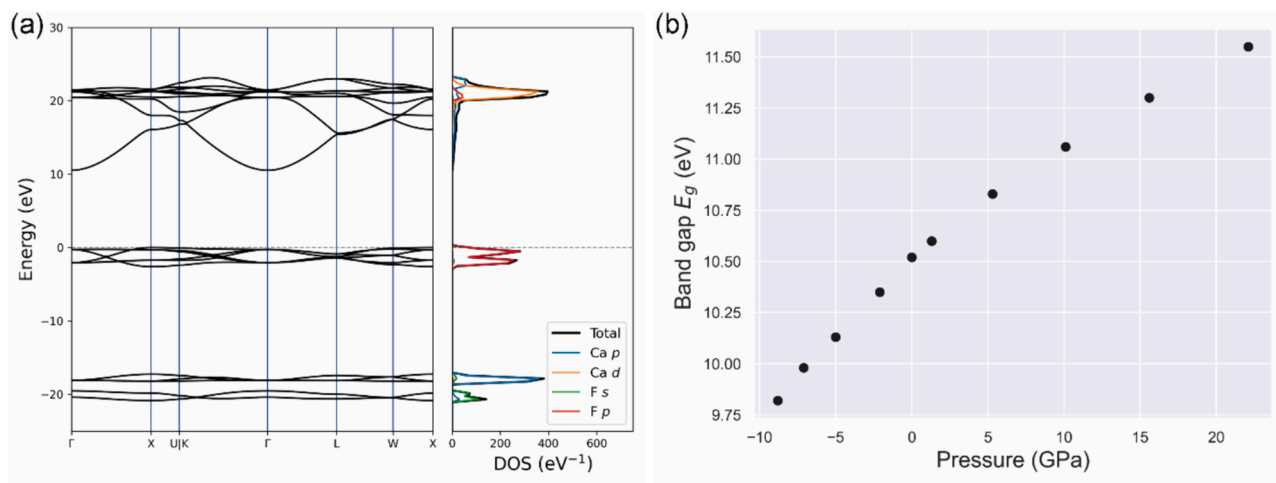 (a)
30
20
10
0
−10
−20
Energy (eV)
Γ X U|K Γ L W X
Total
Ca p
Ca d
F s
F p
0 200 400 600
DOS (eV⁻¹)
(b)
11.50
11.25
11.00
10.75
10.50
10.25
10.00
9.75
Band gap E_g (eV)
−10 −5 0 5 10 15 20
Pressure (GPa)